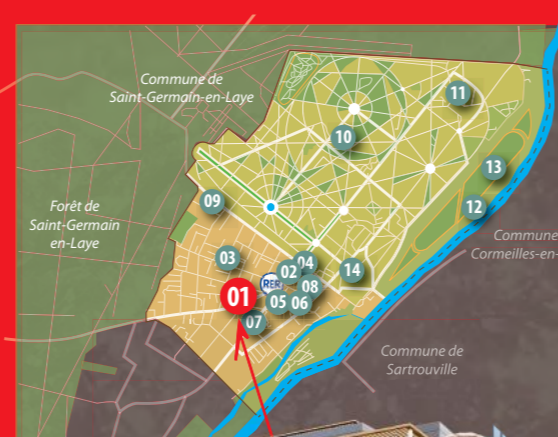 Commune de
Saint-Germain-en-Laye
11
10
13
Forêt de
Saint-Germain
en-Laye
09
12
Commune
Cormeilles-en-
03
04
02
14
RER
08
01
05
06
07
Commune de
Sartrouville